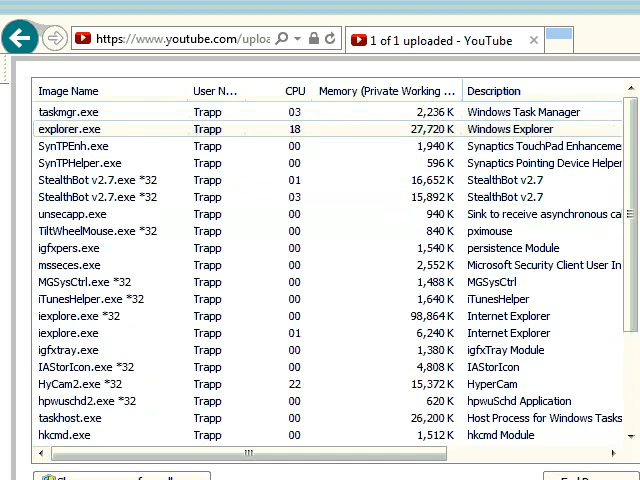 https://www.youtube.com/uploa
1 of 1 uploaded - YouTube
Image Name User N... CPU Memory (Private Working ... Description
taskmgr.exe Trapp 03 2,236 K Windows Task Manager
explorer.exe Trapp 18 27,720 K Windows Explorer
SynTPEnh.exe Trapp 00 1,940 K Synaptics TouchPad Enhanceme
SynTPHelper.exe Trapp 00 596 K Synaptics Pointing Device Helper
StealthBot v2.7.exe *32 Trapp 01 16,652 K StealthBot v2.7
StealthBot v2.7.exe *32 Trapp 03 15,892 K StealthBot v2.7
unsecapp.exe Trapp 00 940 K Sink to receive asynchronous ca
TiltWheelMouse.exe *32 Trapp 00 840 K pximouse
igfxpers.exe Trapp 00 1,540 K persistence Module
msseces.exe Trapp 00 2,552 K Microsoft Security Client User In
MGSysCtrl.exe *32 Trapp 00 1,488 K MGSysCtrl
iTunesHelper.exe *32 Trapp 00 1,640 K iTunesHelper
iexplore.exe *32 Trapp 00 98,864 K Internet Explorer
iexplore.exe Trapp 01 6,240 K Internet Explorer
igfxtray.exe Trapp 00 1,380 K igfxTray Module
IAStorIcon.exe *32 Trapp 00 4,808 K IAStorIcon
HyCam2.exe *32 Trapp 22 15,372 K HyperCam
hpwuschd2.exe *32 Trapp 00 620 K hpwuSchd Application
taskhost.exe Trapp 00 26,200 K Host Process for Windows Tasks
hkcmd.exe Trapp 00 1,512 K hkcmd Module